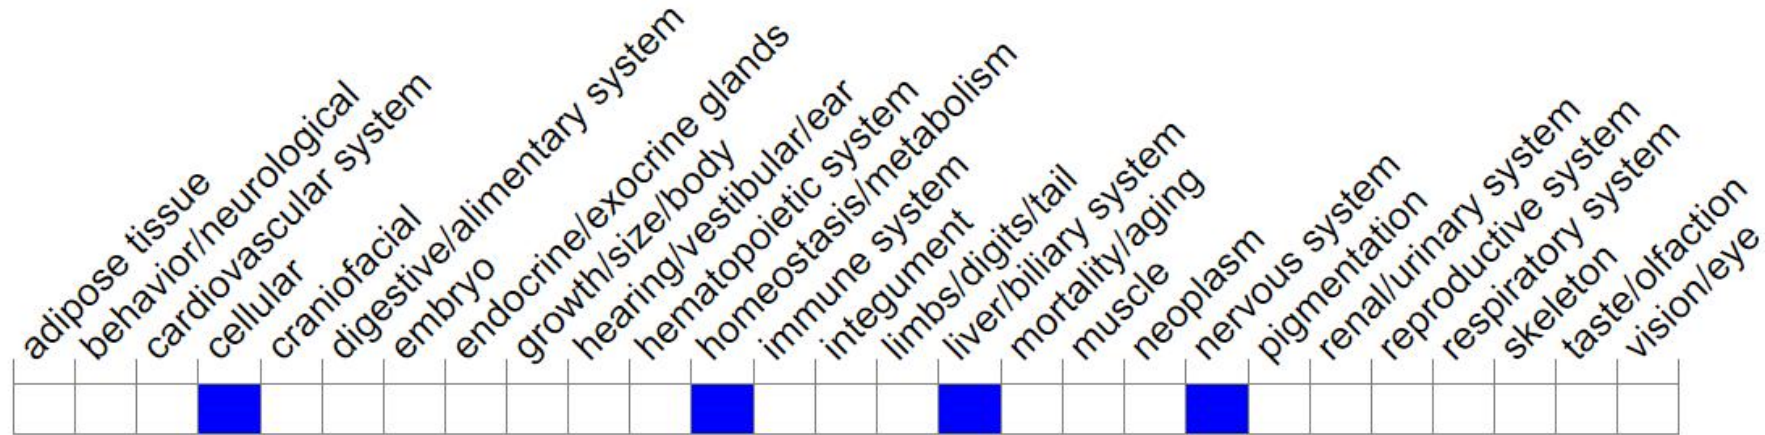 adipose tissue
behavior/neurological
cardiovascular system
cellular
craniofacial
digestive/alimentary system
embryo
endocrine/exocrine glands
growth/size/body
hearing/vestibular/ear
hematopoietic system
homeostasis/metabolism
immune system
integument
limbs/digits/tail
liver/biliary system
mortality/aging
muscle
neoplasm
nervous system
pigmentation
renal/urinary system
reproductive system
respiratory system
skeleton
taste/olfaction
vision/eye